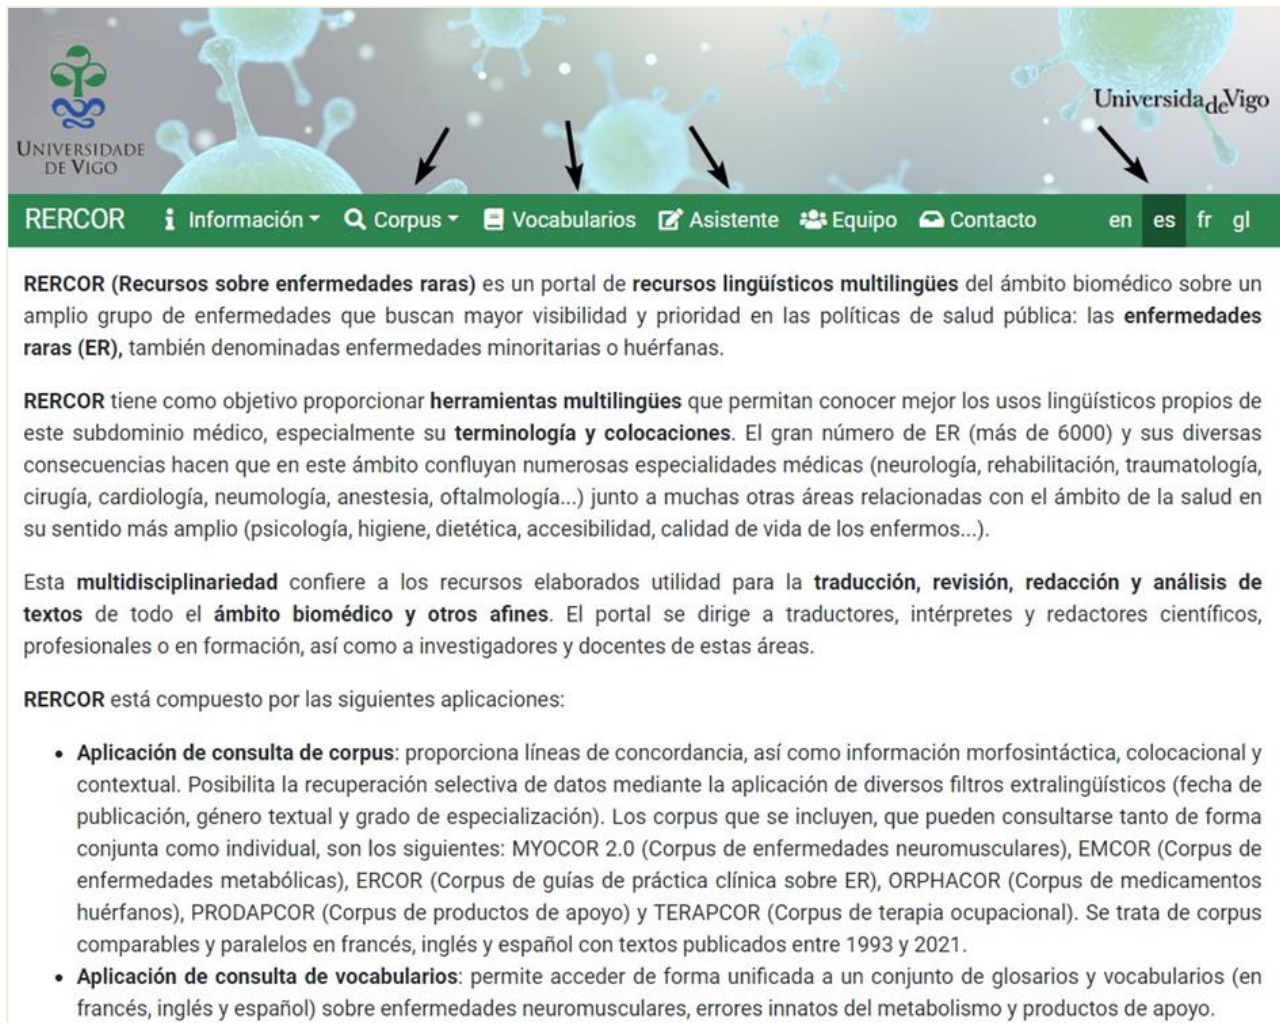 UNIVERSIDADE
DE VIGO
UniversidadeVigo
RERCOR Información Corpus Vocabularios Asistente Equipo Contacto en es fr gl
RERCOR (Recursos sobre enfermedades raras) es un portal de recursos lingüísticos multilingües del ámbito biomédico sobre un
amplio grupo de enfermedades que buscan mayor visibilidad y prioridad en las políticas de salud pública: las enfermedades
raras (ER), también denominadas enfermedades minoritarias o huérfanas.
RERCOR tiene como objetivo proporcionar herramientas multilingües que permitan conocer mejor los usos lingüísticos propios de
este subdominio médico, especialmente su terminología y colocaciones. El gran número de ER (más de 6000) y sus diversas
consecuencias hacen que en este ámbito confluyan numerosas especialidades médicas (neurología, rehabilitación, traumatología,
cirugía, cardiología, neumología, anestesia, oftalmología...) junto a muchas otras áreas relacionadas con el ámbito de la salud en
su sentido más amplio (psicología, higiene, dietética, accesibilidad, calidad de vida de los enfermos...).
Esta multidisciplinariedad confiere a los recursos elaborados utilidad para la traducción, revisión, redacción y análisis de
textos de todo el ámbito biomédico y otros afines. El portal se dirige a traductores, intérpretes y redactores científicos,
profesionales o en formación, así como a investigadores y docentes de estas áreas.
RERCOR está compuesto por las siguientes aplicaciones:
• Aplicación de consulta de corpus: proporciona líneas de concordancia, así como información morfosintáctica, colocacional y
contextual. Posibilita la recuperación selectiva de datos mediante la aplicación de diversos filtros extralingüísticos (fecha de
publicación, género textual y grado de especialización). Los corpus que se incluyen, que pueden consultarse tanto de forma
conjunta como individual, son los siguientes: MYOCOR 2.0 (Corpus de enfermedades neuromusculares), EMCOR (Corpus de
enfermedades metabólicas), ERCOR (Corpus de guías de práctica clínica sobre ER), ORPHACOR (Corpus de medicamentos
huérfanos), PRODAPCOR (Corpus de productos de apoyo) y TERAPCOR (Corpus de terapia ocupacional). Se trata de corpus
comparables y paralelos en francés, inglés y español con textos publicados entre 1993 y 2021.
• Aplicación de consulta de vocabularios: permite acceder de forma unificada a un conjunto de glosarios y vocabularios (en
francés, inglés y español) sobre enfermedades neuromusculares, errores innatos del metabolismo y productos de apoyo.